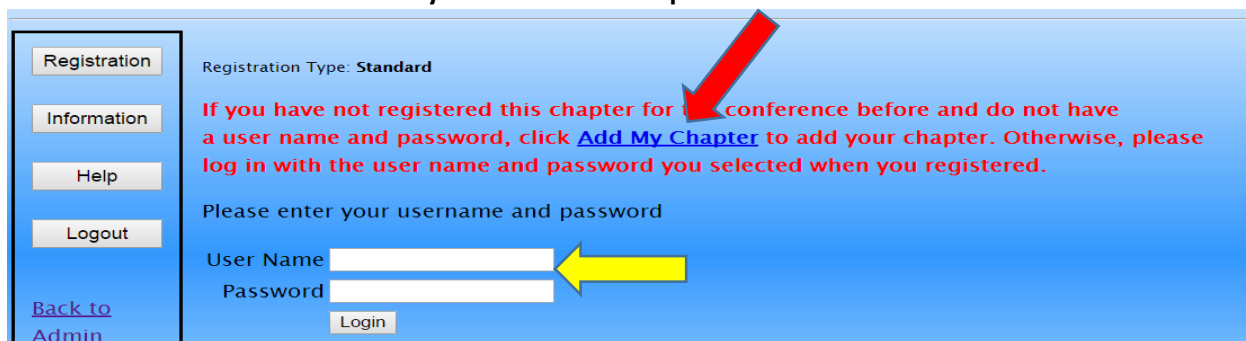 Registration
Information
Help
Logout
Back to
Admin
Registration Type: Standard
If you have not registered this chapter for conference before and do not have
a user name and password, click Add My Chapter to add your chapter. Otherwise, please
log in with the user name and password you selected when you registered.
Please enter your username and password
User Name
Password
Login